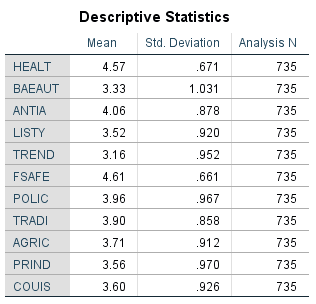 Descriptive Statistics
Mean Std. Deviation Analysis N
HEALT 4.57 .671 735
BAEAUT 3.33 1.031 735
ANTIA 4.06 .878 735
LISTY 3.52 .920 735
TREND 3.16 .952 735
FSAFE 4.61 .661 735
POLIC 3.96 .967 735
TRADI 3.90 .858 735
AGRIC 3.71 .912 735
PRIND 3.56 .970 735
COUIS 3.60 .926 735